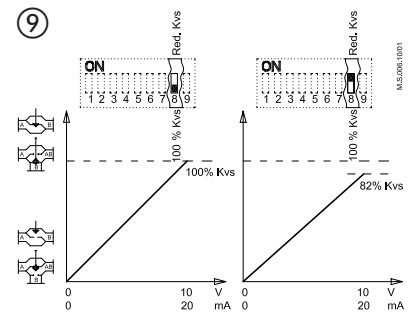 9
Red. Kvs
Red. Kvs
ON
ON
1 2 3 4 5 6 7 8 9
1 2 3 4 5 6 7 8 9
100 % Kvs
100 % Kvs
M.S.006.10/01
A B
A AB
B
100% Kvs
82% Kvs
A B
A AB
B
0 10 V
0 20 mA
0 10 V
0 20 mA